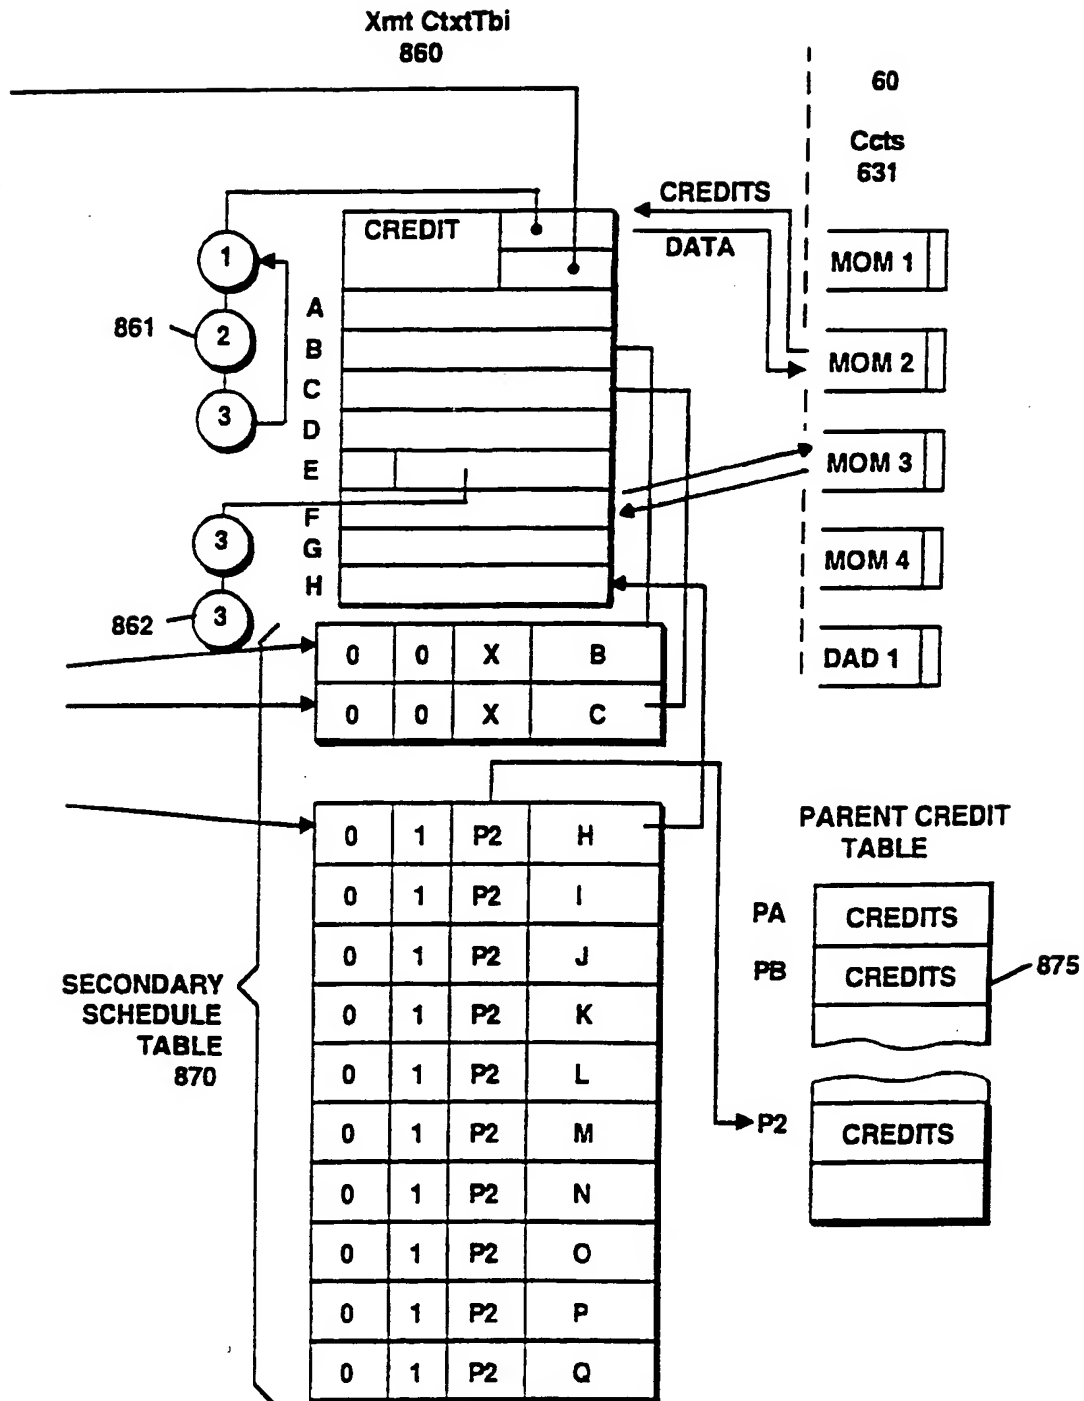 Xmt CtxtTbl
860
60
Ccts
631
CREDITS
DATA
CREDIT
1
2
3
861
A
B
C
D
E
F
G
H
3
3
862
MOM 1
MOM 2
MOM 3
MOM 4
DAD 1
0 0 X B
0 0 X C
0 1 P2 H
0 1 P2 I
0 1 P2 J
0 1 P2 K
0 1 P2 L
0 1 P2 M
0 1 P2 N
0 1 P2 O
0 1 P2 P
0 1 P2 Q
SECONDARY
SCHEDULE
TABLE
870
PARENT CREDIT
TABLE
PA CREDITS
PB CREDITS
875
P2 CREDITS